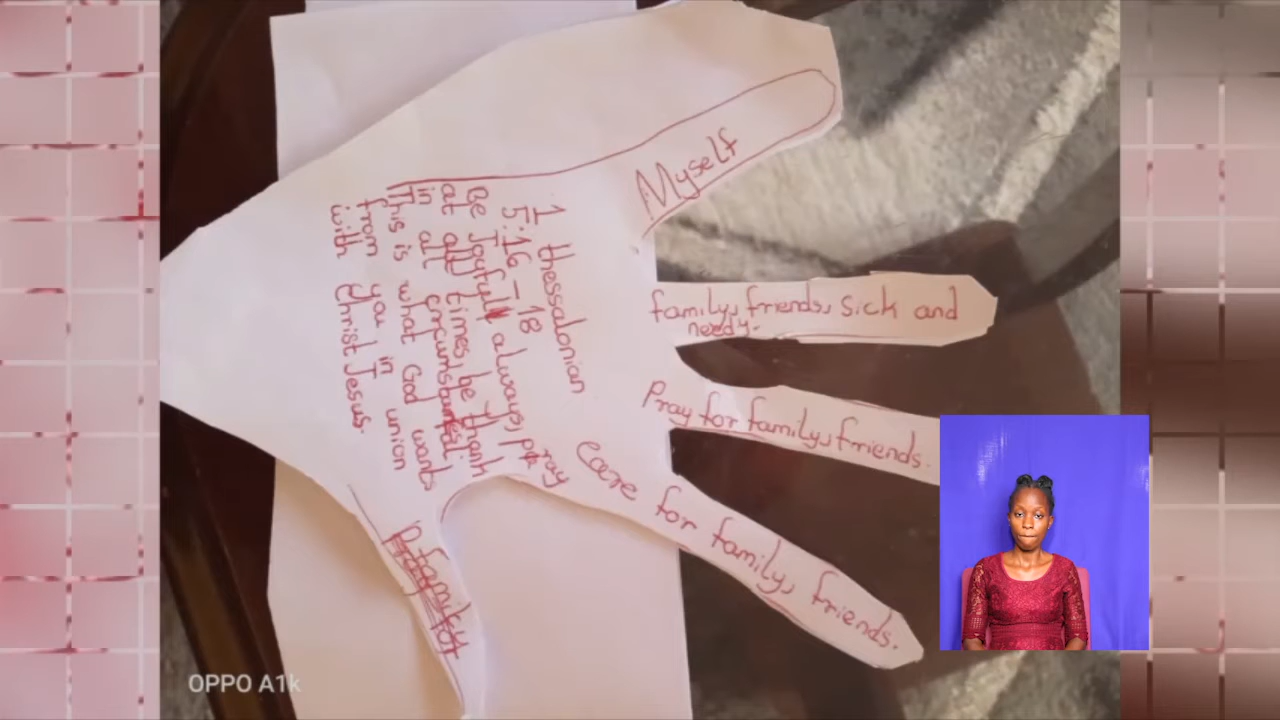 Myself
family, friends, sick and
needy.
Pray for family, friends.
Care for family, friends.
1 thessalonian
5:16-18
Be Joyful always, pray
at all times be thank
in all circumstances.
This is what God wants
from you in union
with Christ Jesus.
OPPO A1k